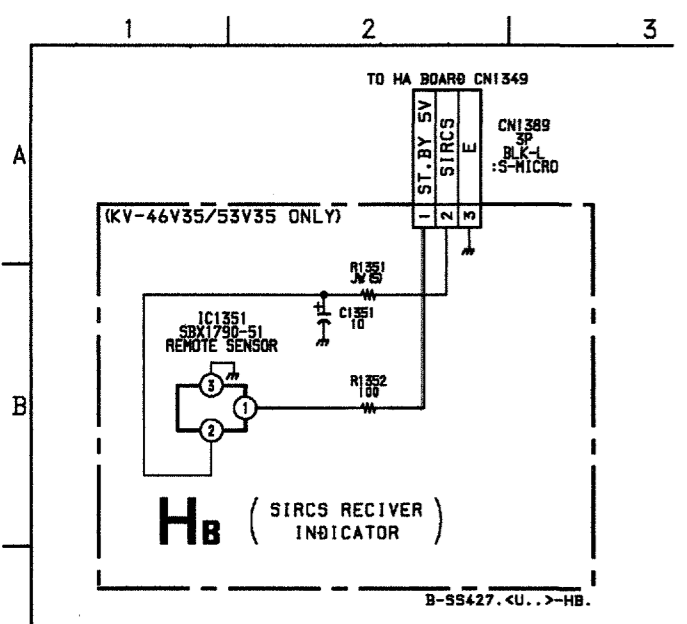 1 2 3
TO HA BOARD CN1349
A
ST.BY 5V
SIRCS
E
CN1389
3P
BLK-L
:S-MICRO
1 2 3
(KV-46V35/53V35 ONLY)
R1351
JW(5)
+
C1351
10
IC1351
SBX1790-51
REMOTE SENSOR
3
1
2
R1352
100
B
HB
( SIRCS RECIVER
INDICATOR )
B-SS427.<U..>-HB.